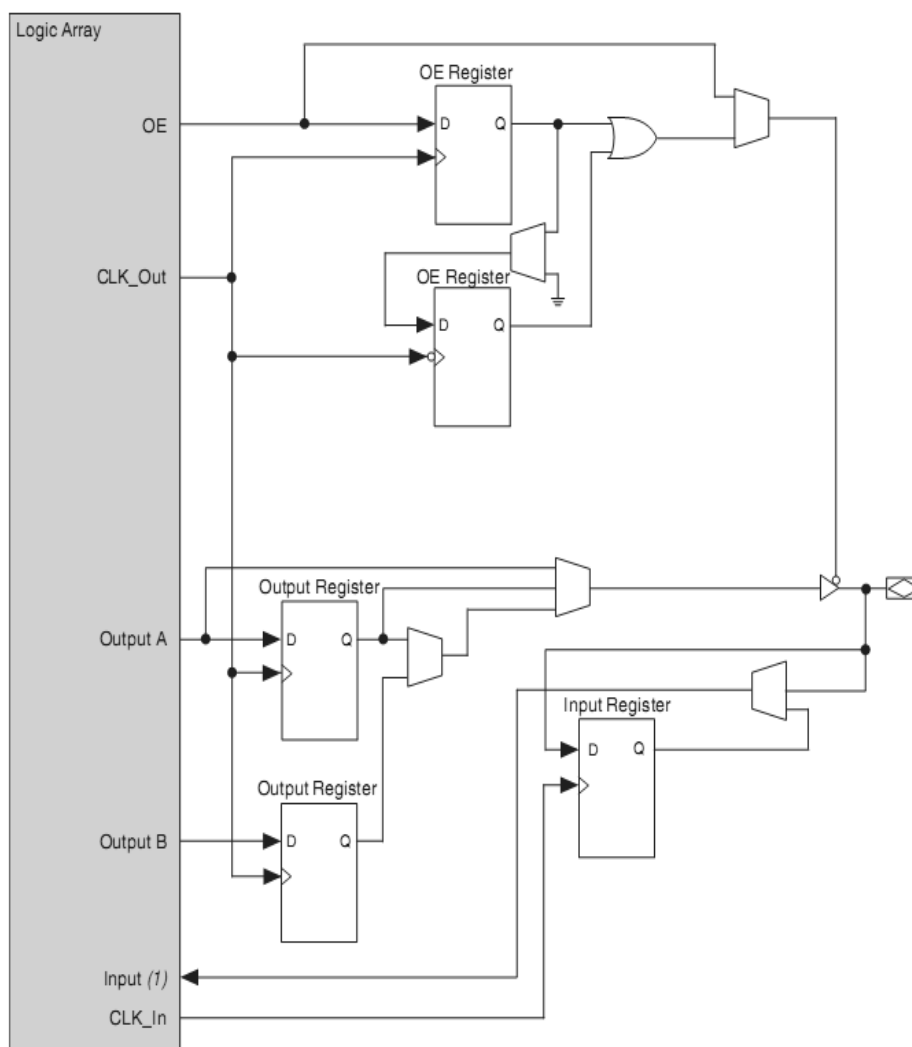 Logic Array
OE Register
OE
D Q
CLK_Out
OE Register
D Q
Output Register
Output A
D Q
Input Register
D Q
Output Register
Output B
D Q
Input (1)
CLK_In